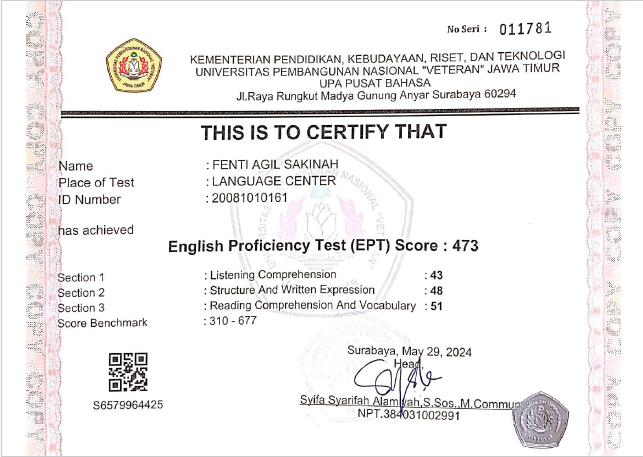 No Seri : 011781
KEMENTERIAN PENDIDIKAN, KEBUDAYAAN, RISET, DAN TEKNOLOGI
UNIVERSITAS PEMBANGUNAN NASIONAL "VETERAN" JAWA TIMUR
UPA PUSAT BAHASA
Jl.Raya Rungkut Madya Gunung Anyar Surabaya 60294
THIS IS TO CERTIFY THAT
Name : FENTI AGIL SAKINAH
Place of Test : LANGUAGE CENTER
ID Number : 20081010161
has achieved
English Proficiency Test (EPT) Score : 473
Section 1 : Listening Comprehension : 43
Section 2 : Structure And Written Expression : 48
Section 3 : Reading Comprehension And Vocabulary : 51
Score Benchmark : 310 - 677
Surabaya, May 29, 2024
Head,
Syifa Syarifah Alamiyah,S.Sos.,M.Commun
NPT.384031002991
S6579964425